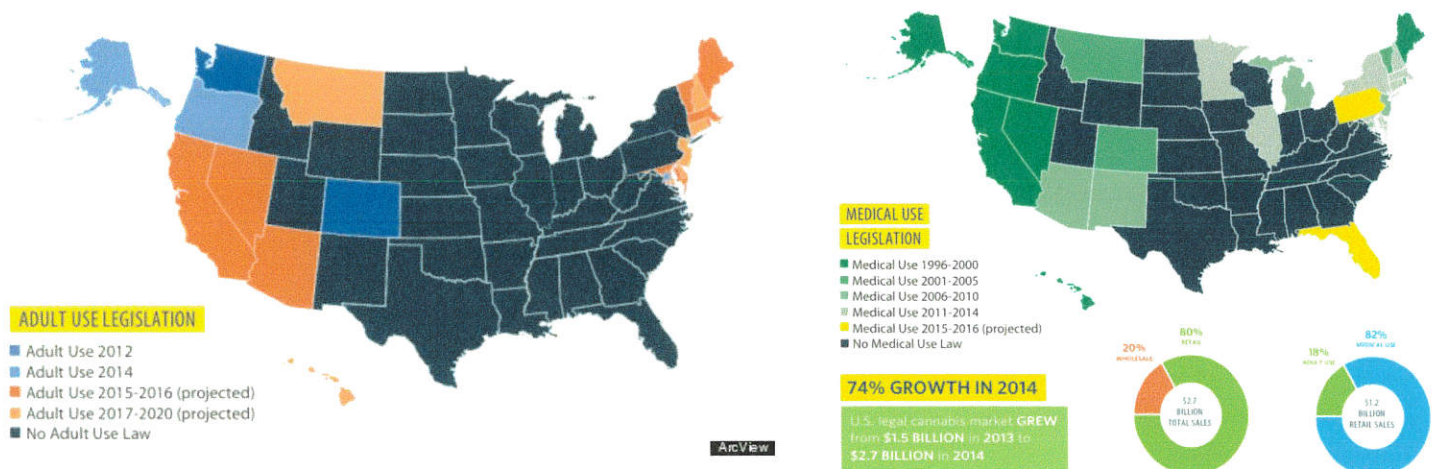 ADULT USE LEGISLATION
Adult Use 2012
Adult Use 2014
Adult Use 2015-2016 (projected)
Adult Use 2017-2020 (projected)
No Adult Use Law
ArcView
MEDICAL USE
LEGISLATION
Medical Use 1996-2000
Medical Use 2001-2005
Medical Use 2006-2010
Medical Use 2011-2014
Medical Use 2015-2016 (projected)
No Medical Use Law
74% GROWTH IN 2014
U.S. legal cannabis market GREW
from $1.5 BILLION in 2013 to
$2.7 BILLION in 2014
20%
WHOLESALE
80%
RETAIL
$2.7
BILLION
TOTAL SALES
18%
ADULT USE
82%
MEDICAL USE
$1.2
BILLION
RETAIL SALES